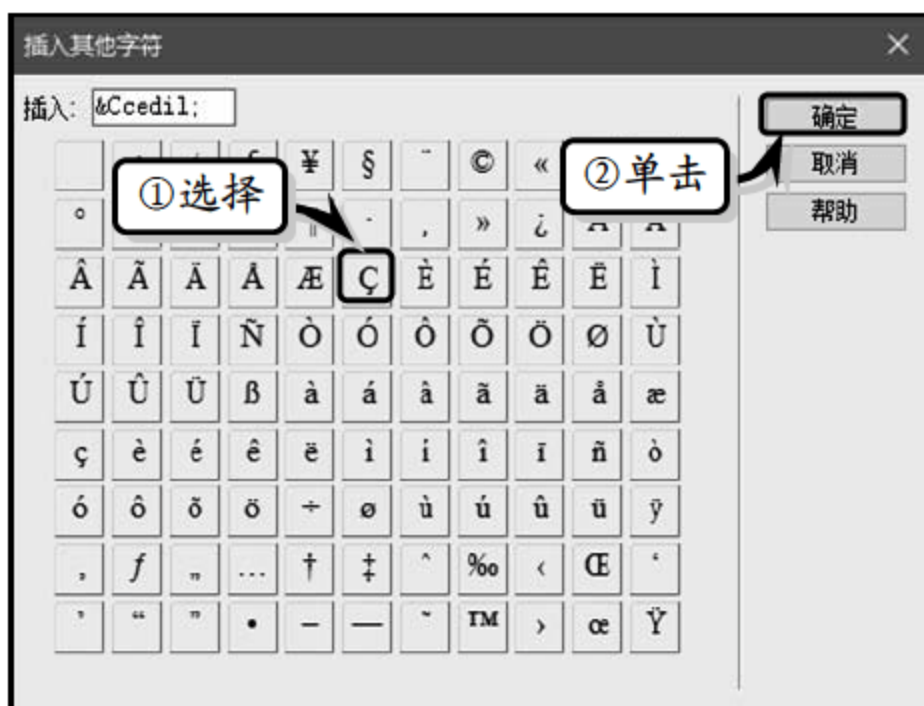 插入其他字符
插入: &Ccedil;
确定
取消
帮助
①选择
②单击
¥ § ¨ © «
° · ¸ » ¿
Â Ã Ä Å Æ Ç È É Ê Ë Ì
Í Î Ï Ñ Ò Ó Ô Õ Ö Ø Ù
Ú Û Ü ß à á â ã ä å æ
ç è é ê ë ì í î ï ñ ò
ó ô õ ö ÷ ø ù ú û ü ÿ
‚ ƒ „ … † ‡ ˆ ‰ ‹ Œ ‘
’ “ ” • – — ˜ ™ › œ Ÿ